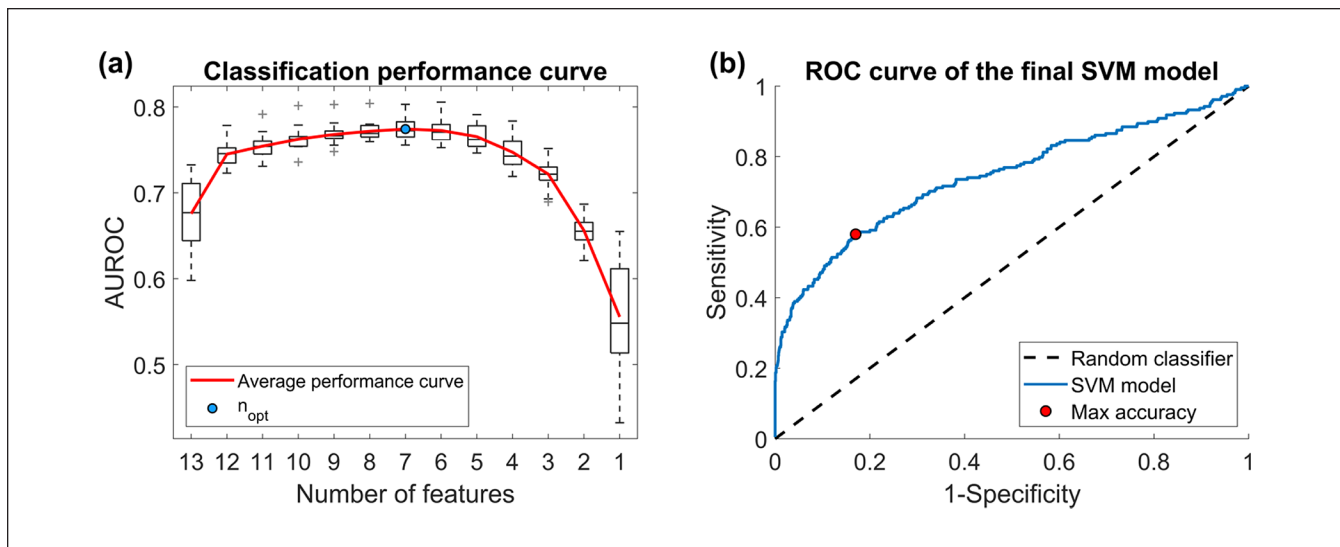 (a)
Classification performance curve
AUROC
0.8
0.7
0.6
0.5
Average performance curve
n_opt
13 12 11 10 9 8 7 6 5 4 3 2 1
Number of features
(b)
ROC curve of the final SVM model
Sensitivity
1
0.8
0.6
0.4
0.2
0
Random classifier
SVM model
Max accuracy
0 0.2 0.4 0.6 0.8 1
1-Specificity